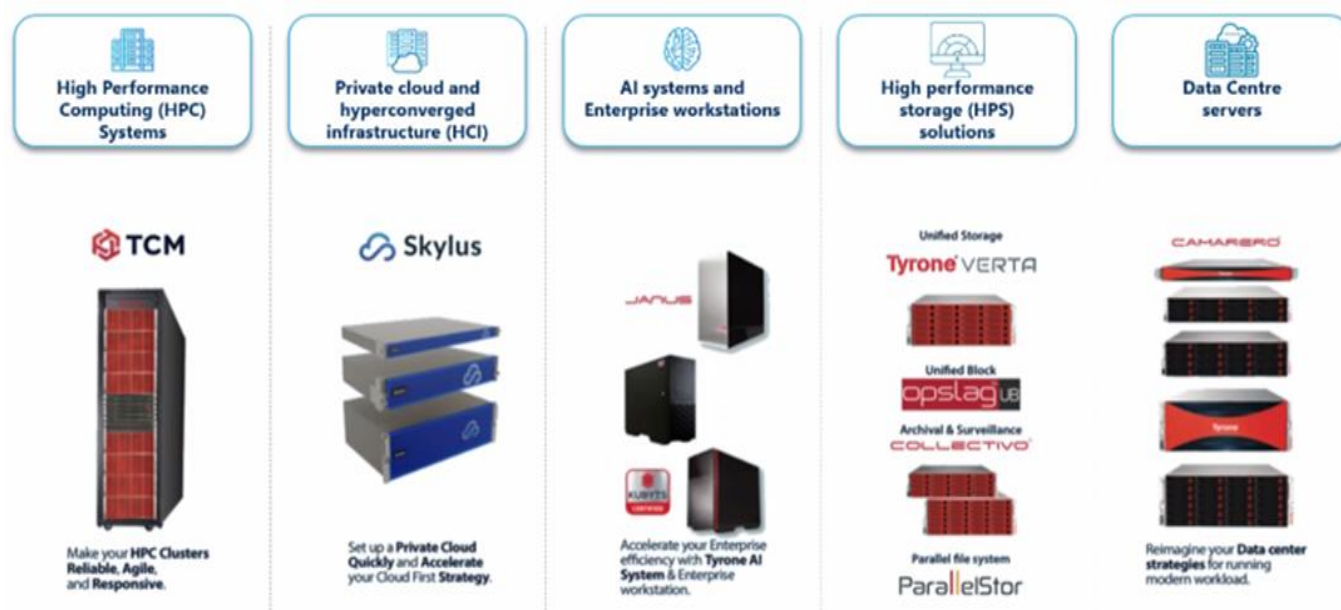 High Performance
Computing (HPC)
Systems
TCM
Make your HPC Clusters
Reliable, Agile,
and Responsive.
Private cloud and
hyperconverged
infrastructure (HCI)
Skylus
Set up a Private Cloud
Quickly and Accelerate
your Cloud First Strategy.
AI systems and
Enterprise workstations
JANUS
KUBYTS
CERTIFIED
Accelerate your Enterprise
efficiency with Tyrone AI
System & Enterprise
workstation.
High performance
storage (HPS)
solutions
Unified Storage
Tyrone VERTA
Unified Block
opslag UB
Archival & Surveillance
COLLECTIVO
Parallel file system
ParallelStor
Data Centre
servers
CAMARERO
Tyrone
Reimagine your Data center
strategies for running
modern workload.